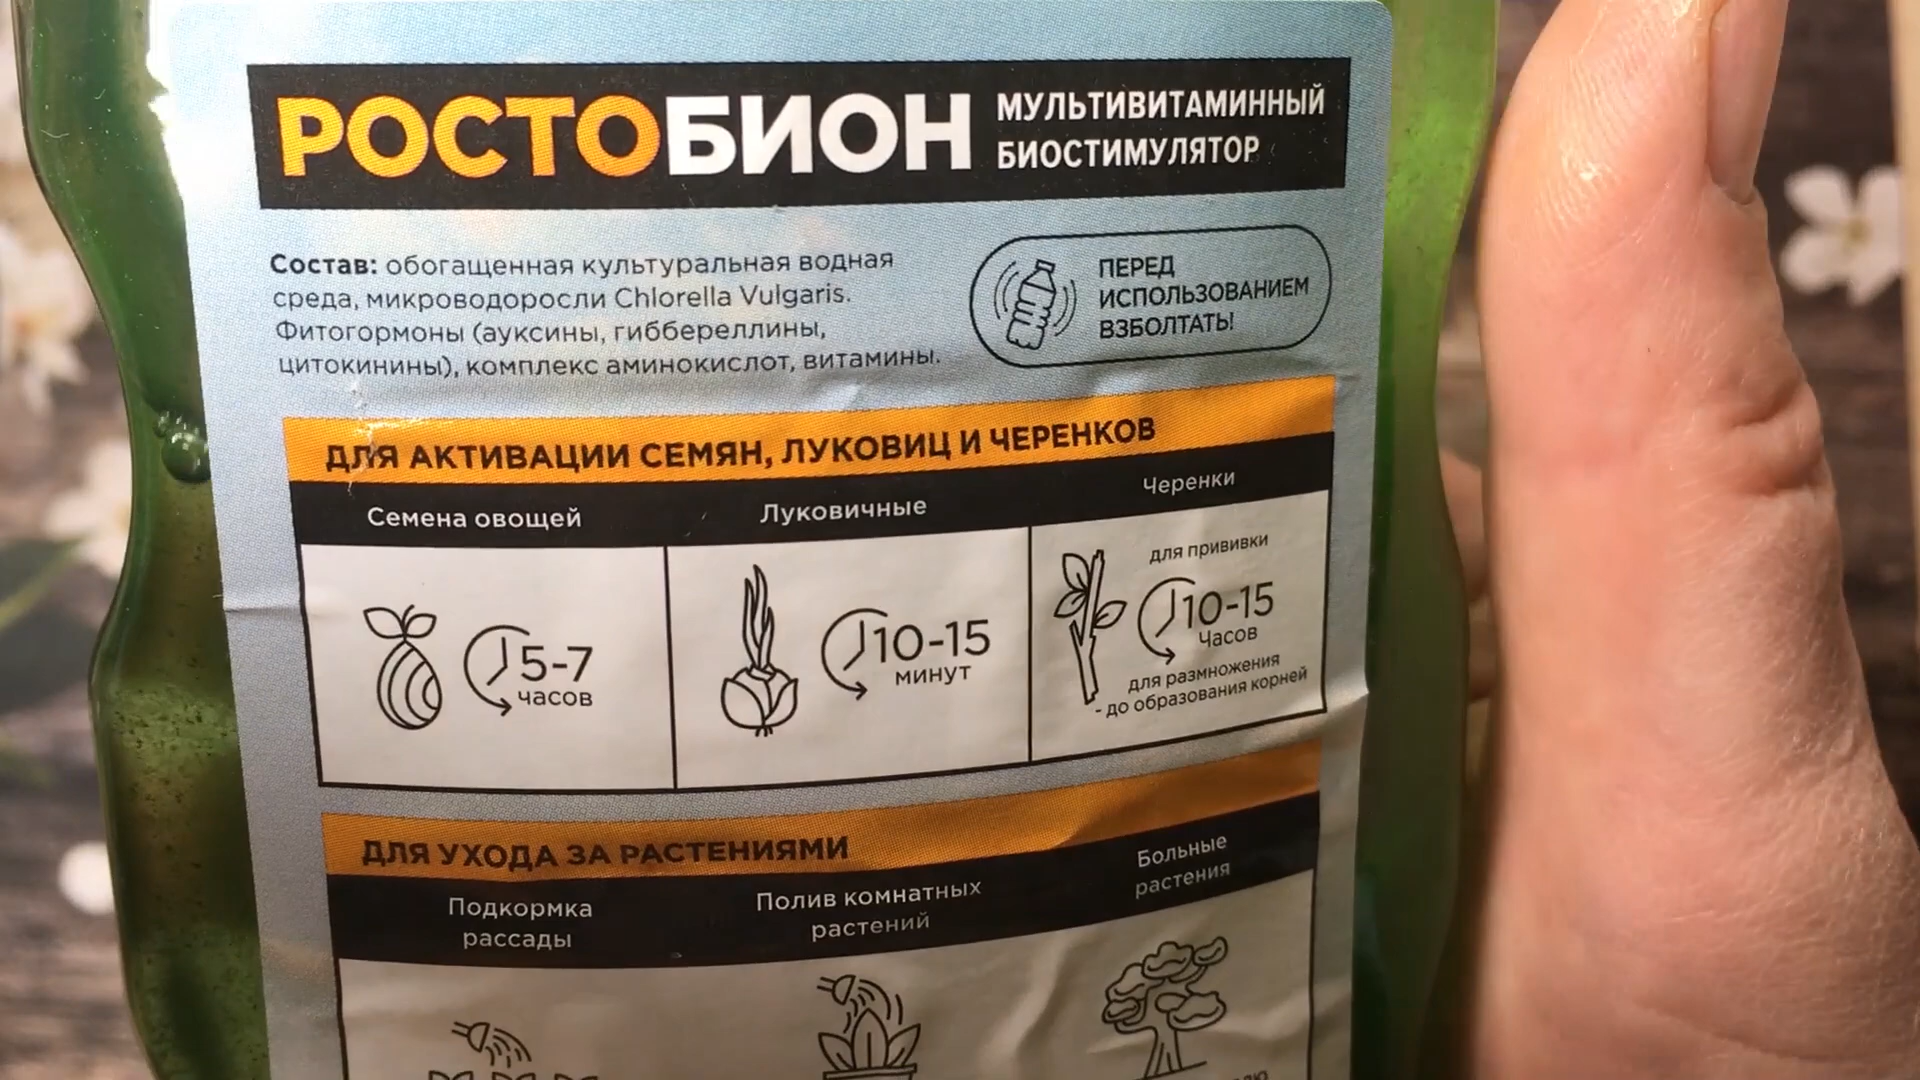 РОСТОБИОН
МУЛЬТИВИТАМИННЫЙ
БИОСТИМУЛЯТОР
Состав: обогащенная культуральная водная
среда, микроводоросли Chlorella Vulgaris.
Фитогормоны (ауксины, гиббереллины,
цитокинины), комплекс аминокислот, витамины.
ПЕРЕД
ИСПОЛЬЗОВАНИЕМ
ВЗБОЛТАТЬ!
ДЛЯ АКТИВАЦИИ СЕМЯН, ЛУКОВИЦ И ЧЕРЕНКОВ
Семена овощей
5-7
часов
Луковичные
10-15
минут
Черенки
для прививки
10-15
часов
для размножения
- до образования корней
ДЛЯ УХОДА ЗА РАСТЕНИЯМИ
Подкормка
рассады
Полив комнатных
растений
Больные
растения